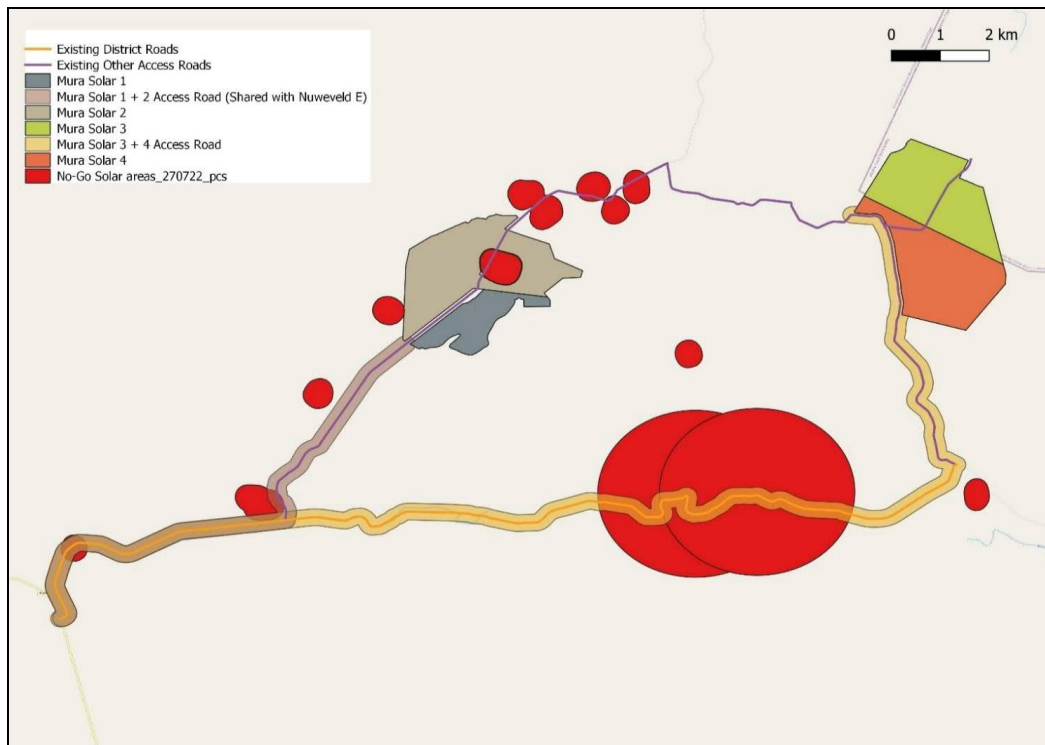 0 1 2 km
Existing District Roads
Existing Other Access Roads
Mura Solar 1
Mura Solar 1 + 2 Access Road (Shared with Nuweveld E)
Mura Solar 2
Mura Solar 3
Mura Solar 3 + 4 Access Road
Mura Solar 4
No-Go Solar areas_270722_pcs